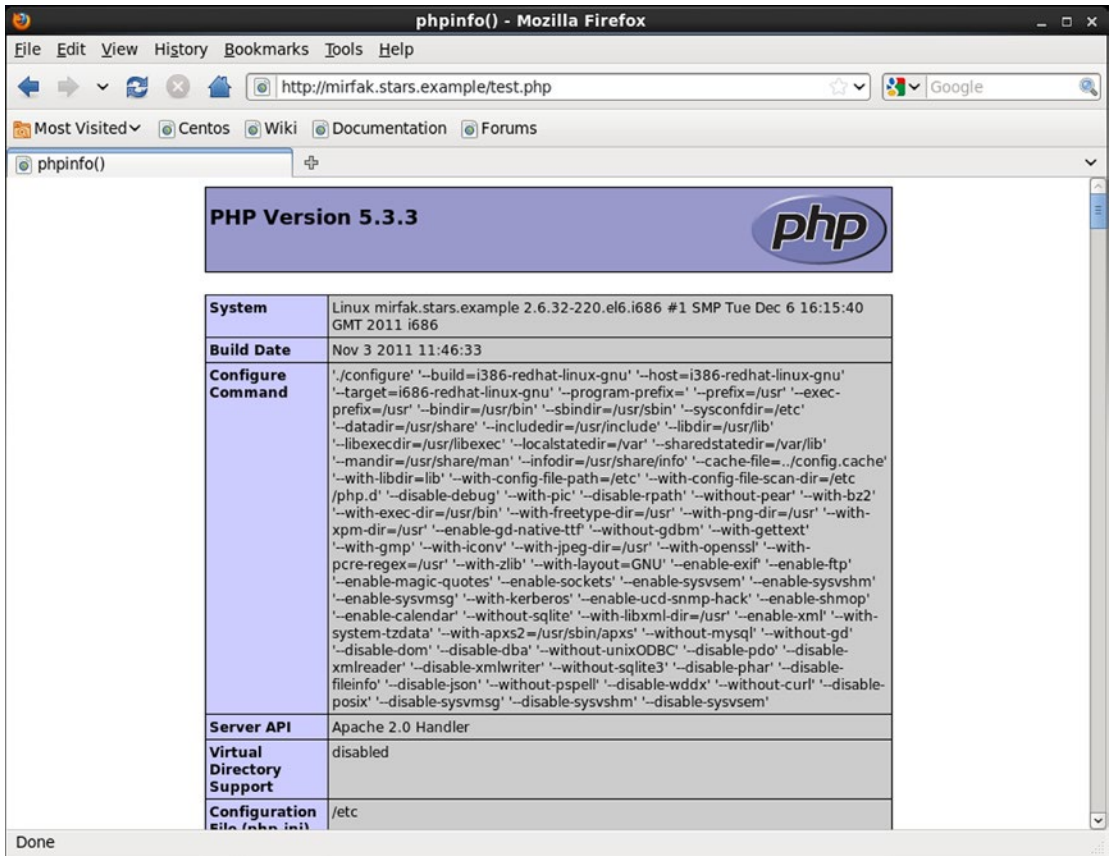 phpinfo() - Mozilla Firefox
File Edit View History Bookmarks Tools Help
http://mirfak.stars.example/test.php
Google
Most Visited Centos Wiki Documentation Forums
phpinfo()
PHP Version 5.3.3
php
System
Linux mirfak.stars.example 2.6.32-220.el6.i686 #1 SMP Tue Dec 6 16:15:40
GMT 2011 i686
Build Date
Nov 3 2011 11:46:33
Configure
Command
'./configure' '--build=i386-redhat-linux-gnu' '--host=i386-redhat-linux-gnu'
'--target=i686-redhat-linux-gnu' '--program-prefix=' '--prefix=/usr' '--exec-
prefix=/usr' '--bindir=/usr/bin' '--sbindir=/usr/sbin' '--sysconfdir=/etc'
'--datadir=/usr/share' '--includedir=/usr/include' '--libdir=/usr/lib'
'--libexecdir=/usr/libexec' '--localstatedir=/var' '--sharedstatedir=/var/lib'
'--mandir=/usr/share/man' '--infodir=/usr/share/info' '--cache-file=../config.cache'
'--with-libdir=lib' '--with-config-file-path=/etc' '--with-config-file-scan-dir=/etc
/php.d' '--disable-debug' '--with-pic' '--disable-rpath' '--without-pear' '--with-bz2'
'--with-exec-dir=/usr/bin' '--with-freetype-dir=/usr' '--with-png-dir=/usr' '--with-
xpm-dir=/usr' '--enable-gd-native-ttf' '--without-gdbm' '--with-gettext'
'--with-gmp' '--with-iconv' '--with-jpeg-dir=/usr' '--with-openssl' '--with-
pcre-regex=/usr' '--with-zlib' '--with-layout=GNU' '--enable-exif' '--enable-ftp'
'--enable-magic-quotes' '--enable-sockets' '--enable-sysvsem' '--enable-sysvshm'
'--enable-sysvmsg' '--with-kerberos' '--enable-ucd-snmp-hack' '--enable-shmop'
'--enable-calendar' '--without-sqlite' '--with-libxml-dir=/usr' '--enable-xml' '--with-
system-tzdata' '--with-apxs2=/usr/sbin/apxs' '--without-mysql' '--without-gd'
'--disable-dom' '--disable-dba' '--without-unixODBC' '--disable-pdo' '--disable-
xmlreader' '--disable-xmlwriter' '--without-sqlite3' '--disable-phar' '--disable-
fileinfo' '--disable-json' '--without-pspell' '--disable-wddx' '--without-curl' '--disable-
posix' '--disable-sysvmsg' '--disable-sysvshm' '--disable-sysvsem'
Server API
Apache 2.0 Handler
Virtual
Directory
Support
disabled
Configuration
File (php.ini)
/etc
Done